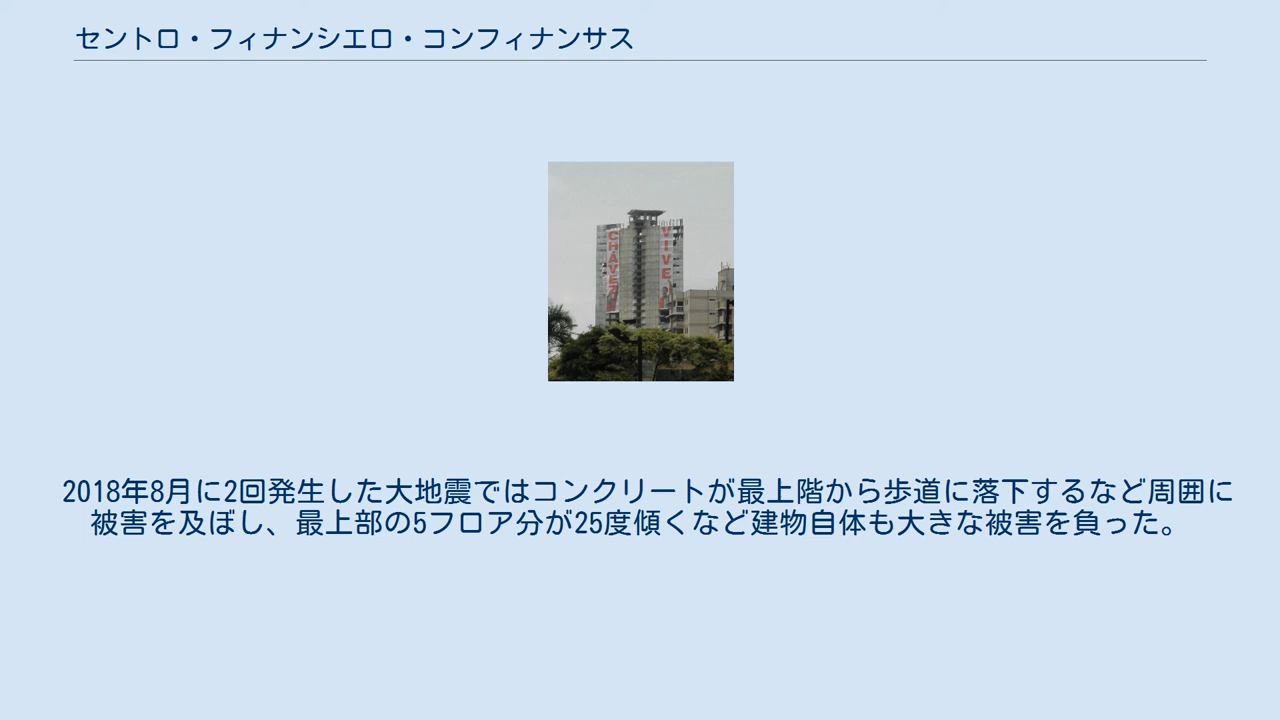 セントロ・フィナンシエロ・コンフィナンサス
CHÁVEZ
VIVE
2018年8月に2回発生した大地震ではコンクリートが最上階から歩道に落下するなど周囲に
被害を及ぼし、最上部の5フロア分が25度傾くなど建物自体も大きな被害を負った。